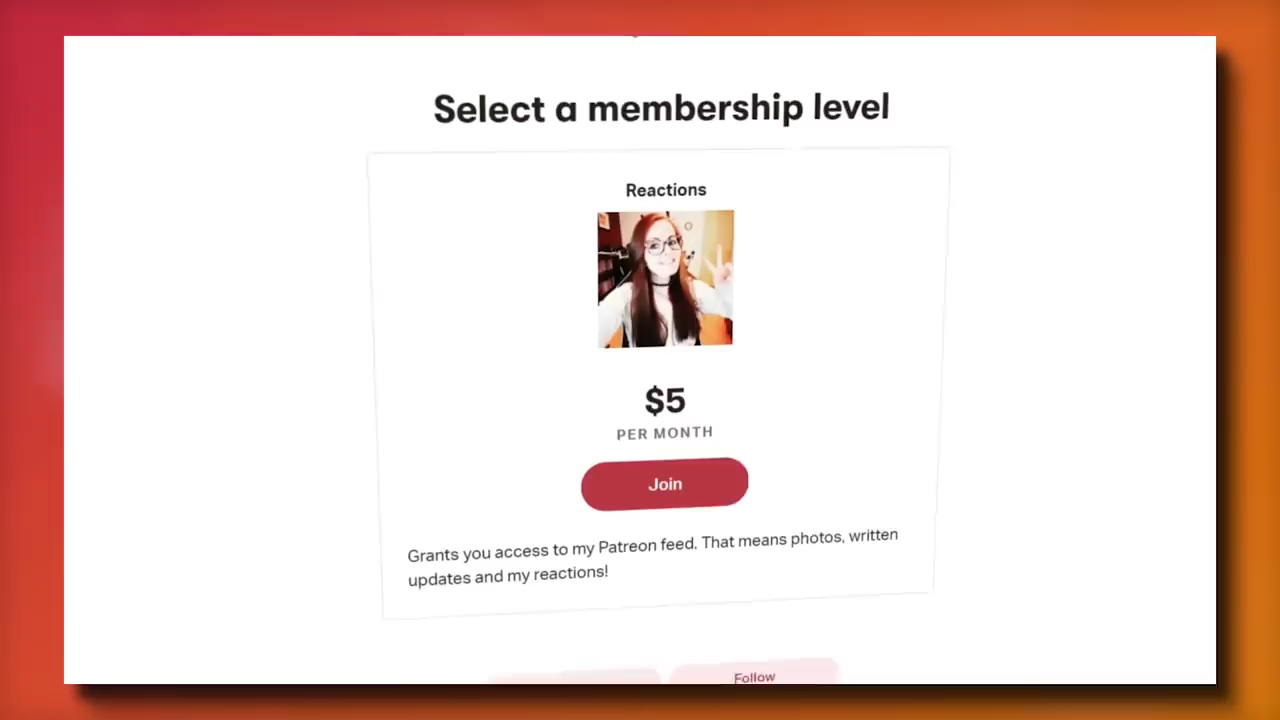 Select a membership level
Reactions
$5
PER MONTH
Join
Grants you access to my Patreon feed. That means photos, written
updates and my reactions!
Follow